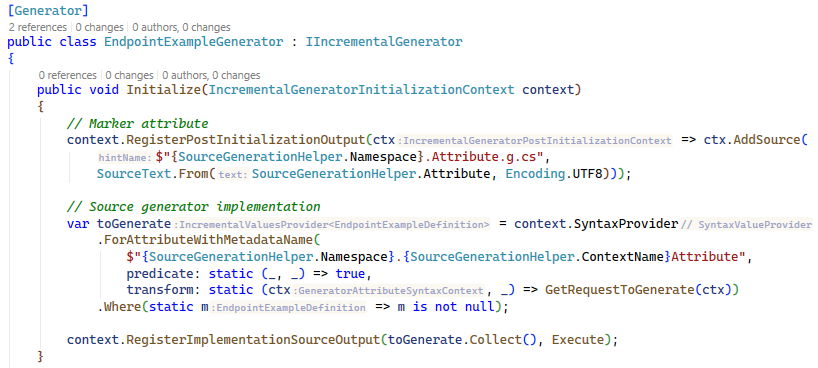 [Generator]
2 references | 0 changes | 0 authors, 0 changes
public class EndpointExampleGenerator : IIncrementalGenerator
{
0 references | 0 changes | 0 authors, 0 changes
public void Initialize(IncrementalGeneratorInitializationContext context)
{
// Marker attribute
context.RegisterPostInitializationOutput(ctx:IncrementalGeneratorPostInitializationContext => ctx.AddSource(
hintName:$"{SourceGenerationHelper.Namespace}.Attribute.g.cs",
SourceText.From(text:SourceGenerationHelper.Attribute, Encoding.UTF8)));
// Source generator implementation
var toGenerate:IncrementalValuesProvider<EndpointExampleDefinition> = context.SyntaxProvider // SyntaxValueProvider
.ForAttributeWithMetadataName(
$"{SourceGenerationHelper.Namespace}.{SourceGenerationHelper.ContextName}Attribute",
predicate: static (_, _) => true,
transform: static (ctx:GeneratorAttributeSyntaxContext, _) => GetRequestToGenerate(ctx))
.Where(static m:EndpointExampleDefinition => m is not null);
context.RegisterImplementationSourceOutput(toGenerate.Collect(), Execute);
}